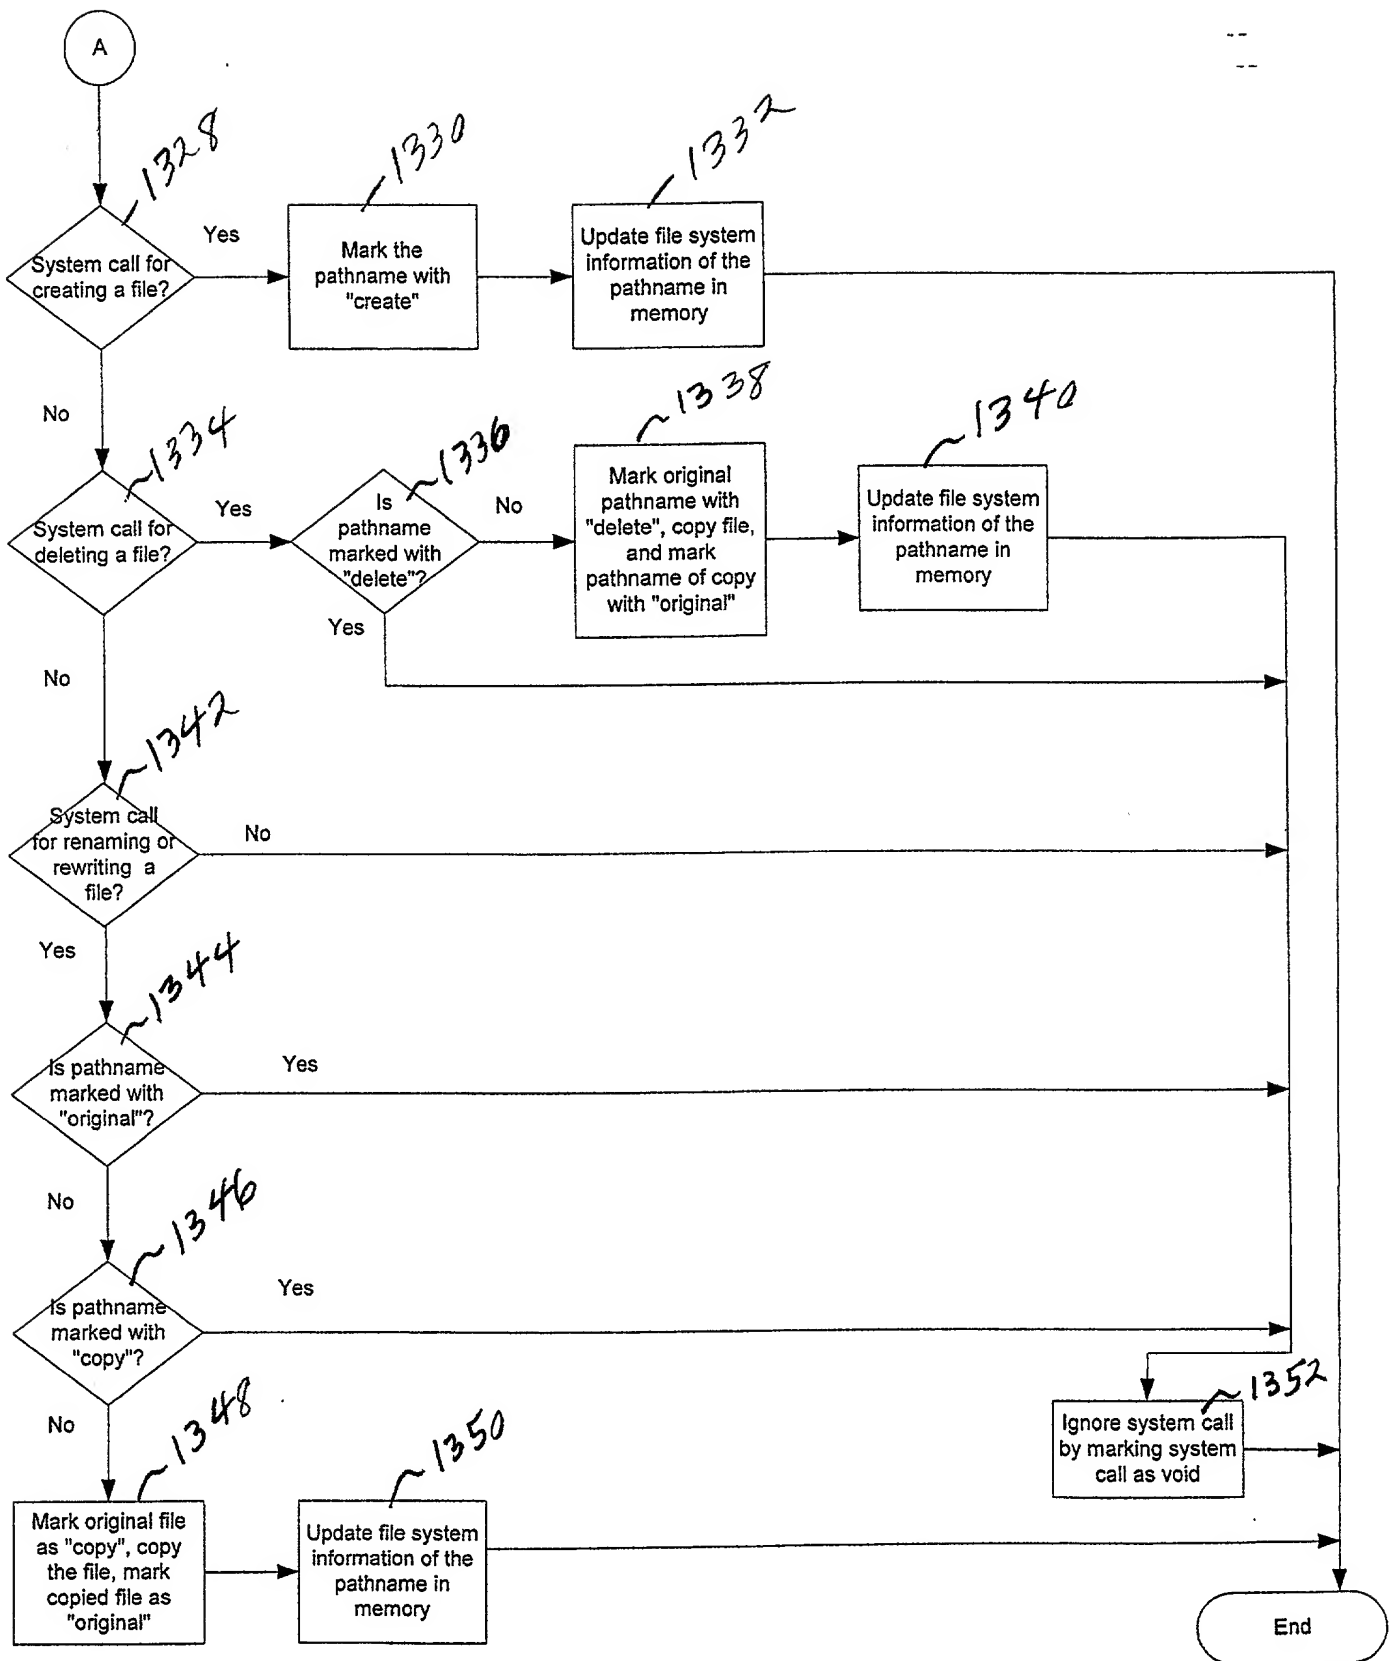 A
1328
1330
1332
System call for
creating a file?
Yes
Mark the
pathname with
"create"
Update file system
information of the
pathname in
memory
No
1334
1336
1338
1340
System call for
deleting a file?
Yes
Is
pathname
marked with
"delete"?
No
Mark original
pathname with
"delete", copy file,
and mark
pathname of copy
with "original"
Update file system
information of the
pathname in
memory
Yes
No
1342
System call
for renaming or
rewriting a
file?
No
Yes
1344
Is pathname
marked with
"original"?
Yes
No
1346
Is pathname
marked with
"copy"?
Yes
No
1352
Ignore system call
by marking system
call as void
1348
1350
Mark original file
as "copy", copy
the file, mark
copied file as
"original"
Update file system
information of the
pathname in
memory
End